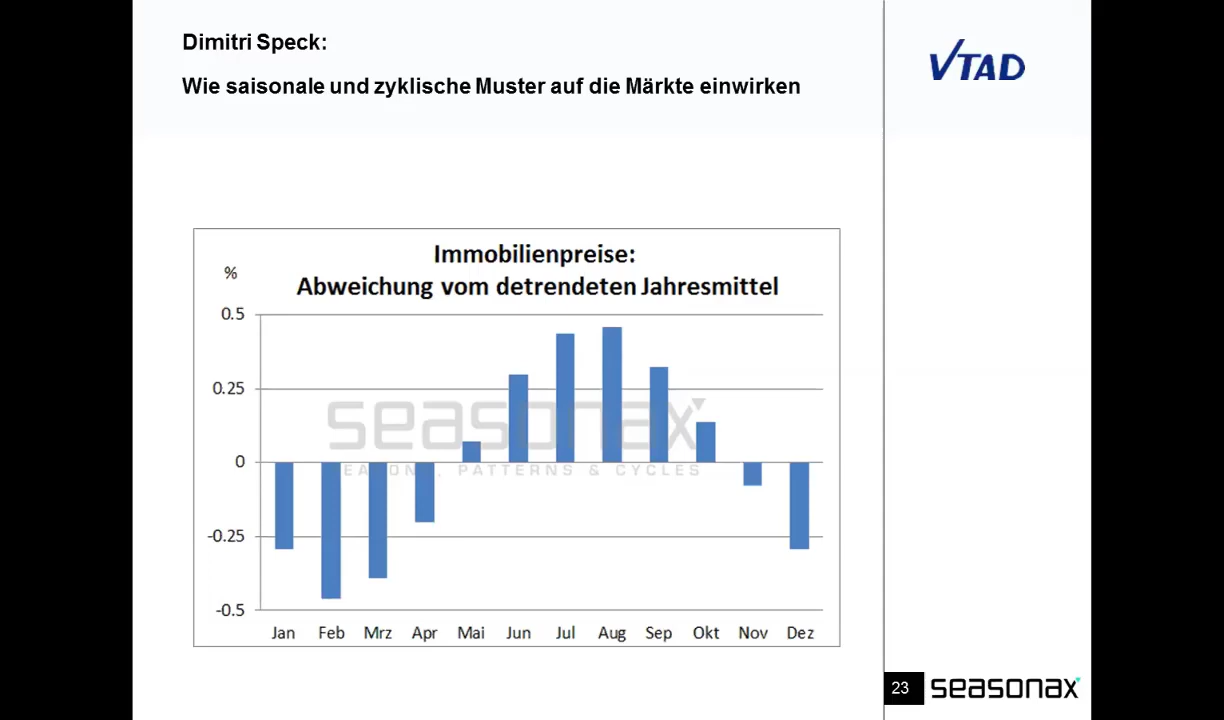 Dimitri Speck:
Wie saisonale und zyklische Muster auf die Märkte einwirken
VTAD
Immobilienpreise:
Abweichung vom detrendeten Jahresmittel
%
0.5
0.25
0
-0.25
-0.5
seasonax
PATTERNS & CYCLES
Jan Feb Mrz Apr Mai Jun Jul Aug Sep Okt Nov Dez
23
seasonax